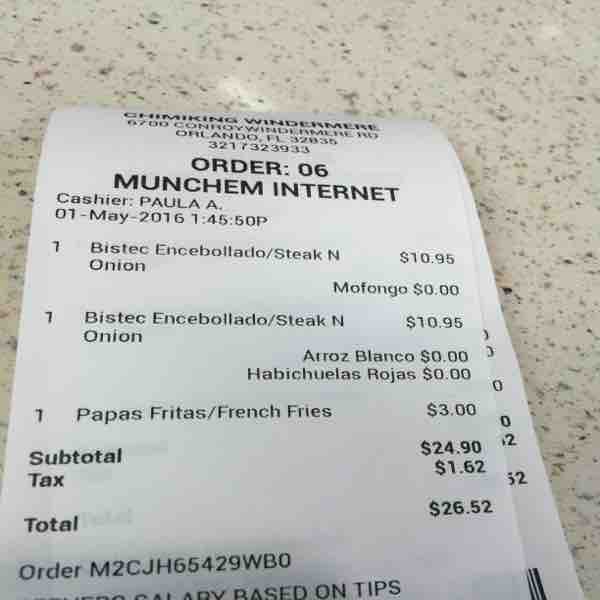 CHIMIKING WINDERMERE
6700 CONROYWINDERMERE RD
ORLANDO, FL 32835
3217323933
ORDER: 06
MUNCHEM INTERNET
Cashier: PAULA A.
01-May-2016 1:45:50P
1 Bistec Encebollado/Steak N $10.95
Onion
Mofongo $0.00
1 Bistec Encebollado/Steak N $10.95
Onion
Arroz Blanco $0.00
Habichuelas Rojas $0.00
1 Papas Fritas/French Fries $3.00
Subtotal $24.90
Tax $1.62
Total $26.52
Order M2CJH65429WB0
SALARY BASED ON TIPS